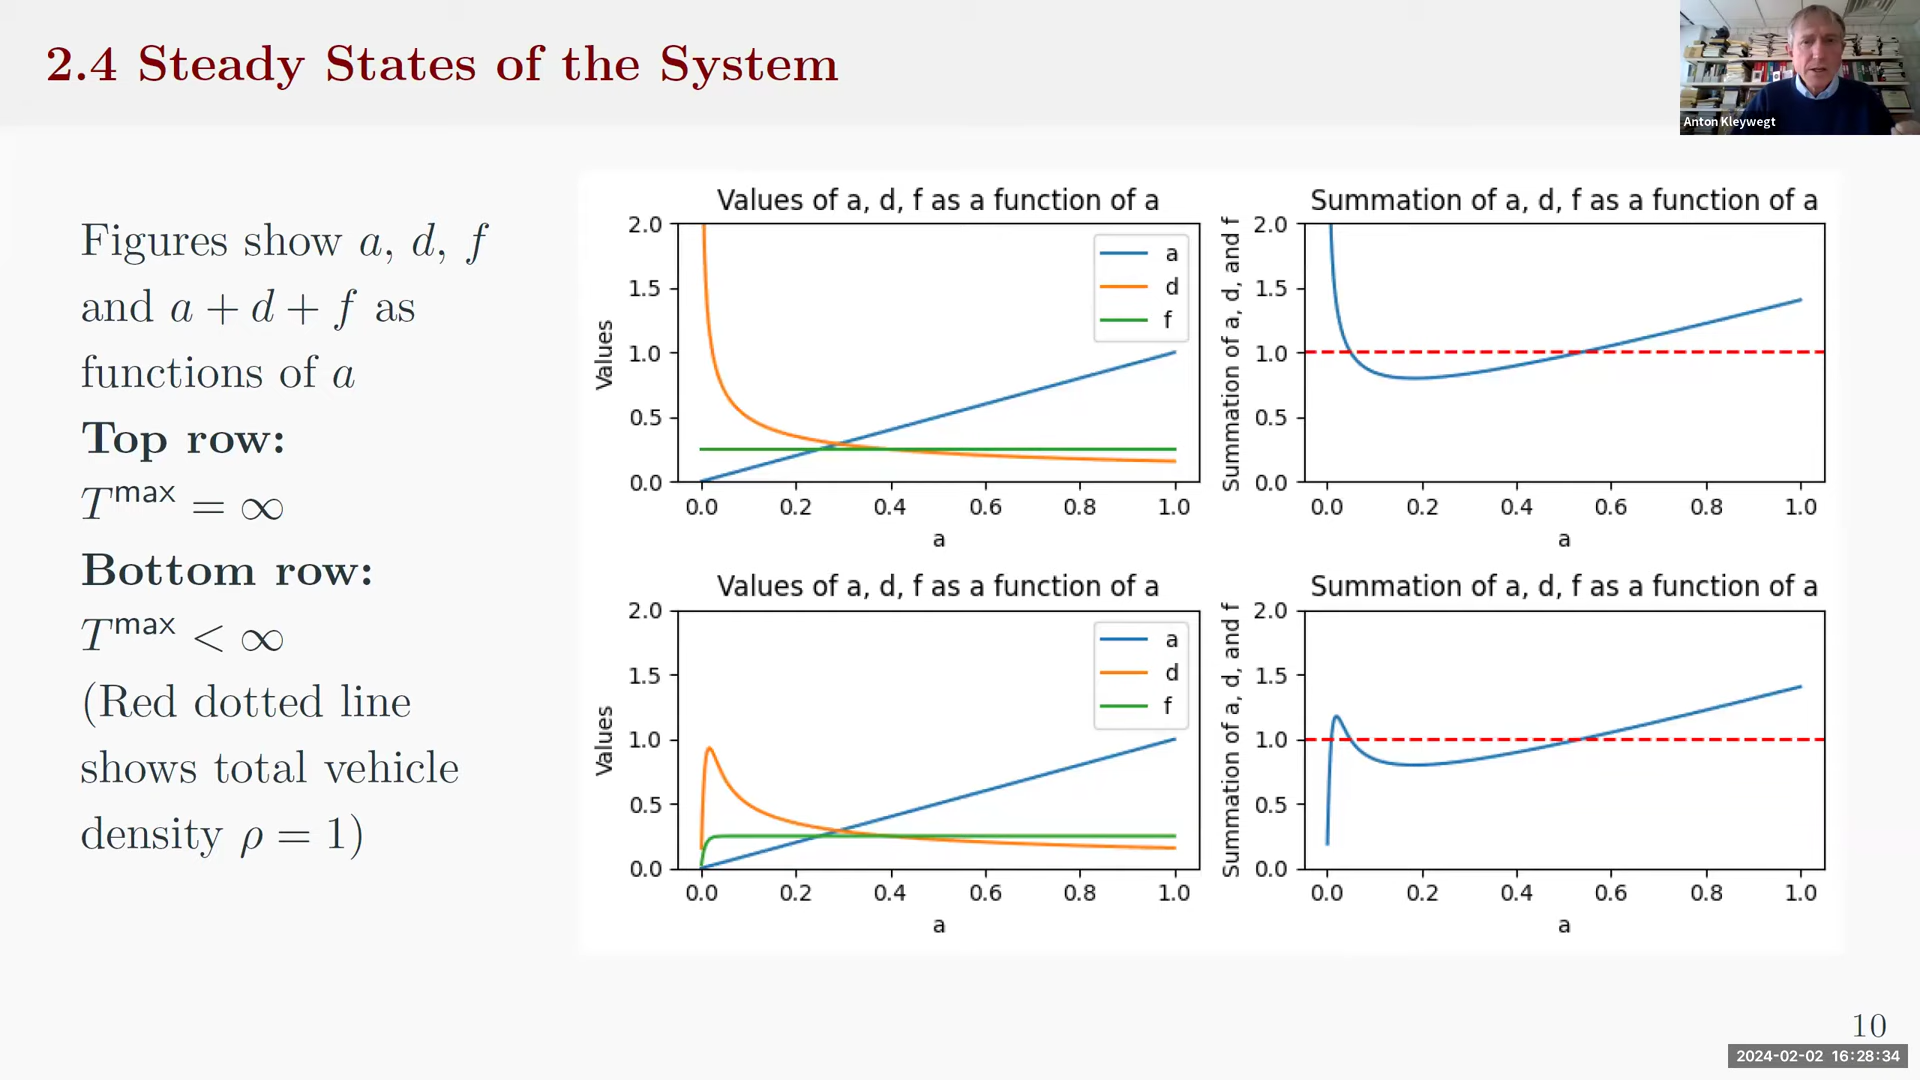 2.4 Steady States of the System
Anton Kleywegt
Figures show a, d, f
and a + d + f as
functions of a
Top row:
T^max = ∞
Bottom row:
T^max < ∞
(Red dotted line
shows total vehicle
density ρ = 1)
Values of a, d, f as a function of a
Values
2.0
1.5
1.0
0.5
0.0
a
d
f
0.0 0.2 0.4 0.6 0.8 1.0
a
Summation of a, d, f as a function of a
Summation of a, d, and f
2.0
1.5
1.0
0.5
0.0
0.0 0.2 0.4 0.6 0.8 1.0
a
Values of a, d, f as a function of a
Values
2.0
1.5
1.0
0.5
0.0
a
d
f
0.0 0.2 0.4 0.6 0.8 1.0
a
Summation of a, d, f as a function of a
Summation of a, d, and f
2.0
1.5
1.0
0.5
0.0
0.0 0.2 0.4 0.6 0.8 1.0
a
10
2024-02-02 16:28:34